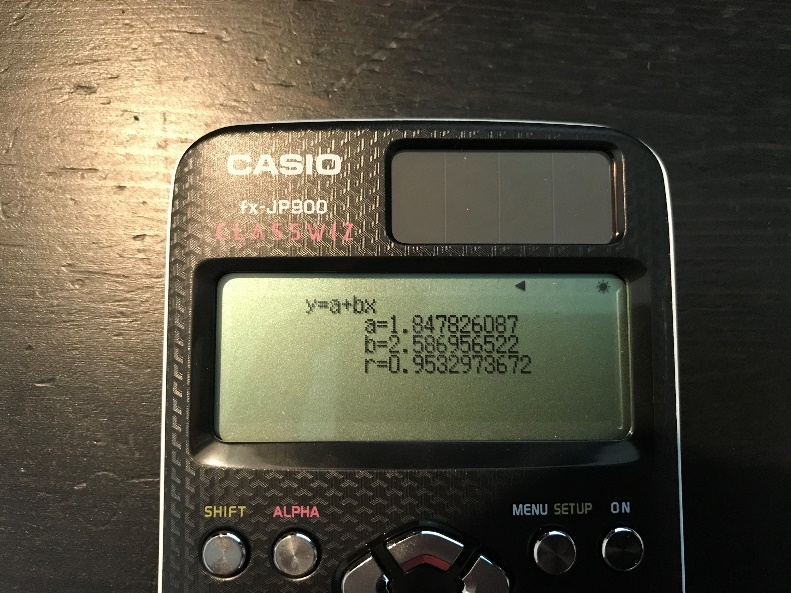 CASIO
fx-JP900
CLASSWIZ
y=a+bx
a=1.847826087
b=2.586956522
r=0.9532973672
SHIFT ALPHA MENU SETUP ON